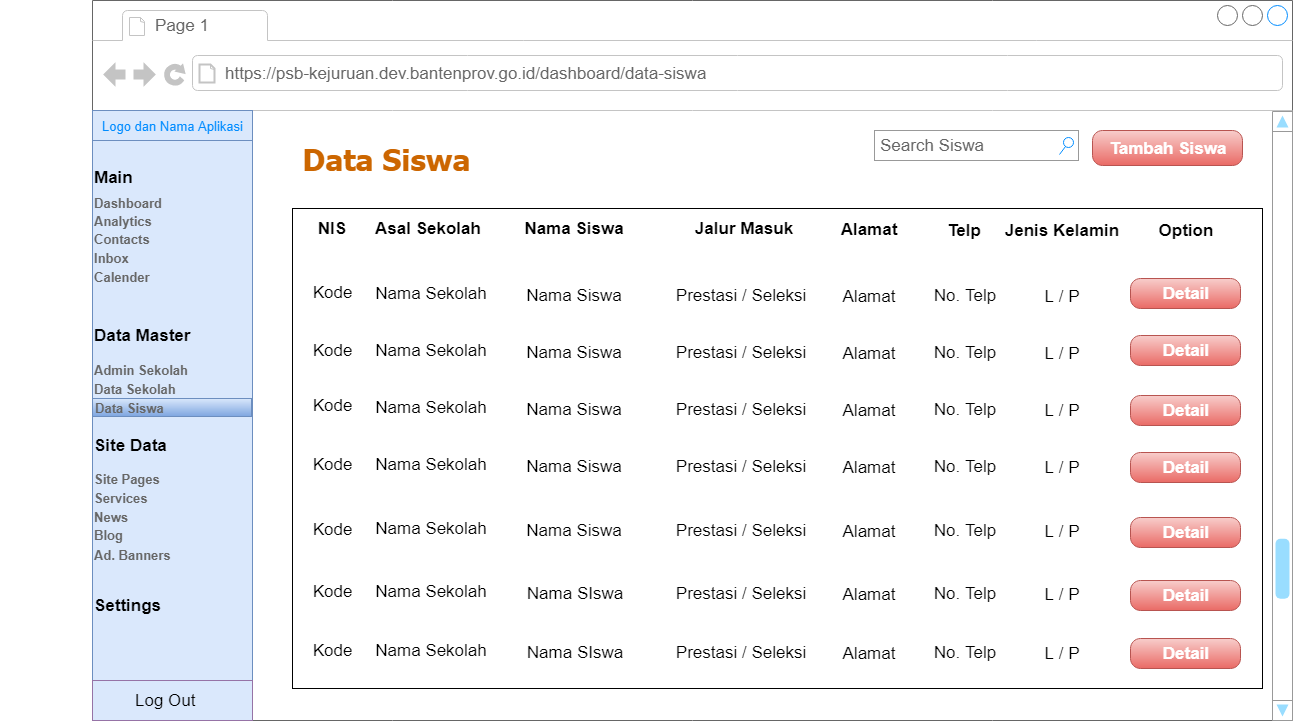 Page 1
https://psb-kejuruan.dev.bantenprov.go.id/dashboard/data-siswa
Logo dan Nama Aplikasi
Main
Dashboard
Analytics
Contacts
Inbox
Calender
Data Master
Admin Sekolah
Data Sekolah
Data Siswa
Site Data
Site Pages
Services
News
Blog
Ad. Banners
Settings
Log Out
Data Siswa
Search Siswa
Tambah Siswa
NIS Asal Sekolah Nama Siswa Jalur Masuk Alamat Telp Jenis Kelamin Option
Kode Nama Sekolah Nama Siswa Prestasi / Seleksi Alamat No. Telp L / P Detail
Kode Nama Sekolah Nama Siswa Prestasi / Seleksi Alamat No. Telp L / P Detail
Kode Nama Sekolah Nama Siswa Prestasi / Seleksi Alamat No. Telp L / P Detail
Kode Nama Sekolah Nama Siswa Prestasi / Seleksi Alamat No. Telp L / P Detail
Kode Nama Sekolah Nama Siswa Prestasi / Seleksi Alamat No. Telp L / P Detail
Kode Nama Sekolah Nama SIswa Prestasi / Seleksi Alamat No. Telp L / P Detail
Kode Nama Sekolah Nama SIswa Prestasi / Seleksi Alamat No. Telp L / P Detail